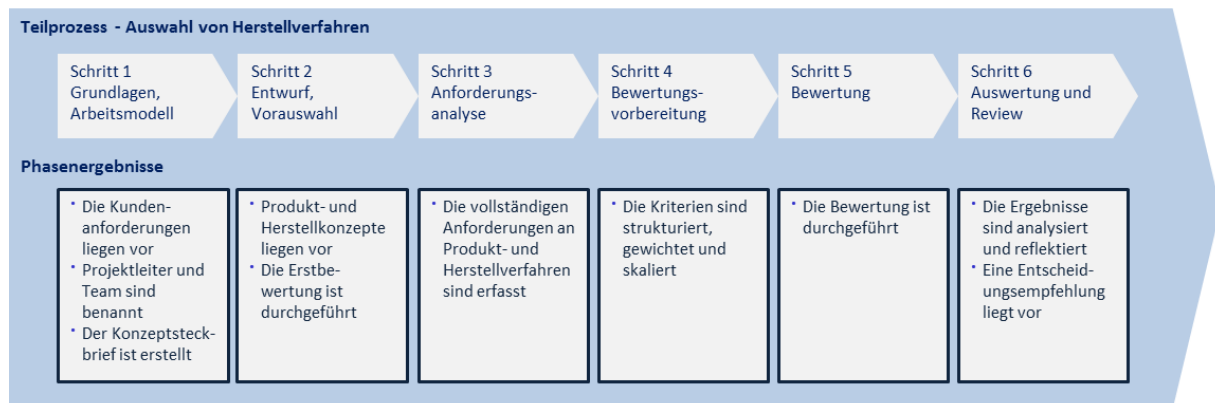 Teilprozess - Auswahl von Herstellverfahren
Schritt 1
Grundlagen,
Arbeitsmodell
Schritt 2
Entwurf,
Vorauswahl
Schritt 3
Anforderungs-
analyse
Schritt 4
Bewertungs-
vorbereitung
Schritt 5
Bewertung
Schritt 6
Auswertung und
Review
Phasenergebnisse
• Die Kunden-
anforderungen
liegen vor
• Projektleiter und
Team sind
benannt
• Der Konzeptsteck-
brief ist erstellt
• Produkt- und
Herstellkonzepte
liegen vor
• Die Erstbe-
wertung ist
durchgeführt
• Die vollständigen
Anforderungen an
Produkt- und
Herstellverfahren
sind erfasst
• Die Kriterien sind
strukturiert,
gewichtet und
skaliert
• Die Bewertung ist
durchgeführt
• Die Ergebnisse
sind analysiert
und reflektiert
• Eine Entscheid-
ungsempfehlung
liegt vor